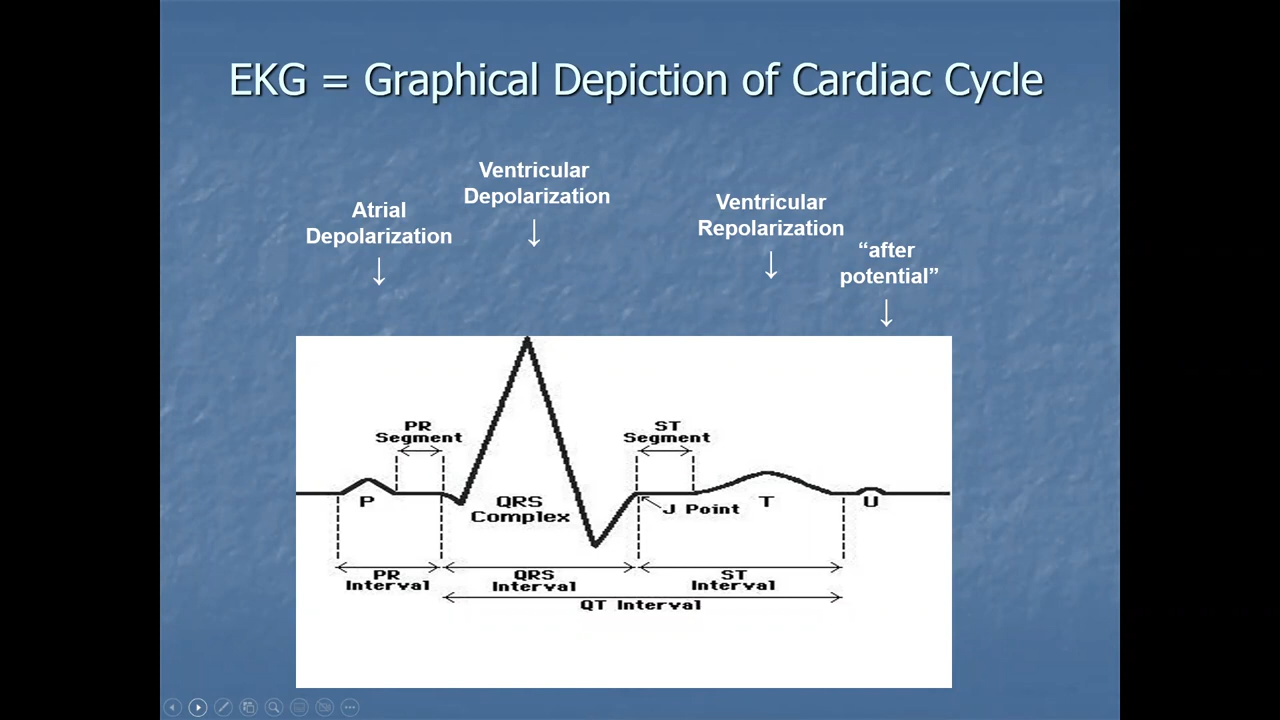 EKG = Graphical Depiction of Cardiac Cycle
Ventricular
Depolarization
Atrial
Depolarization
Ventricular
Repolarization
“after
potential”
PR
Segment
ST
Segment
P
QRS
Complex
J Point
T
U
PR
Interval
QRS
Interval
ST
Interval
QT Interval